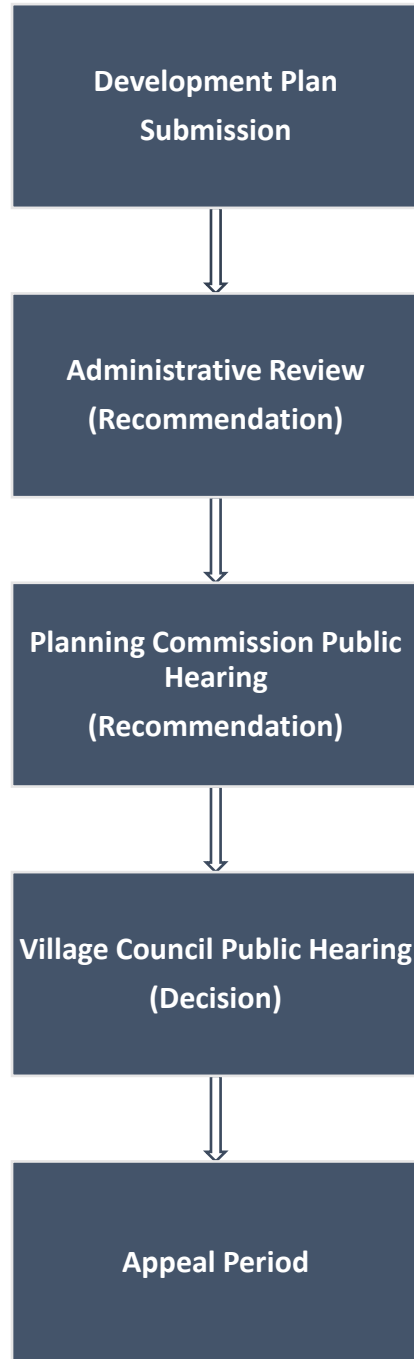 Development Plan
Submission
Administrative Review
(Recommendation)
Planning Commission Public
Hearing
(Recommendation)
Village Council Public Hearing
(Decision)
Appeal Period